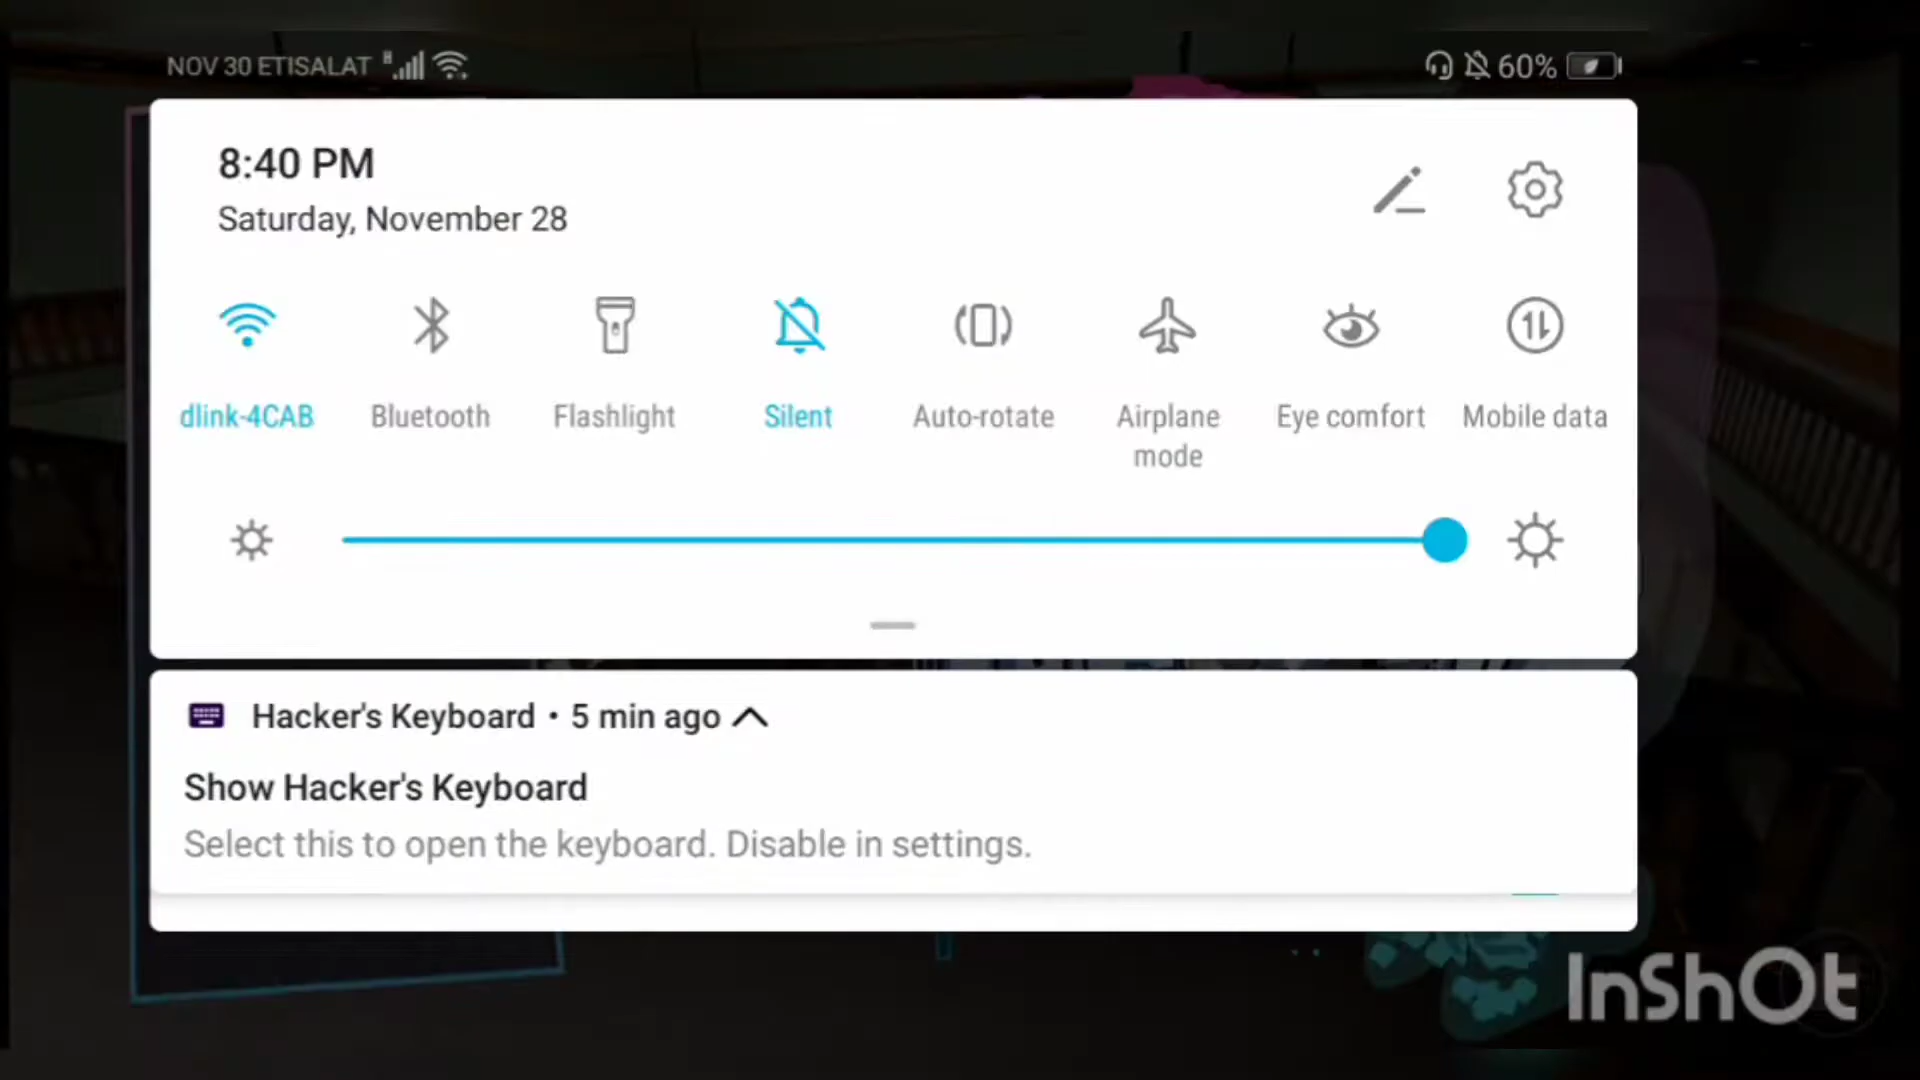 NOV 30 ETISALAT
60%
8:40 PM
Saturday, November 28
dlink-4CAB
Bluetooth
Flashlight
Silent
Auto-rotate
Airplane
mode
Eye comfort
Mobile data
Hacker's Keyboard • 5 min ago
Show Hacker's Keyboard
Select this to open the keyboard. Disable in settings.
InShOt